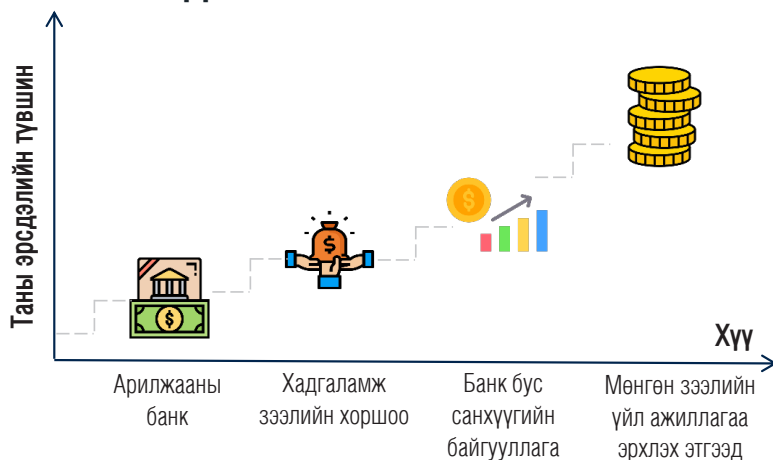 Таны эрсдэлийн түвшин
Хүү
Арилжааны
банк
Хадгаламж
зээлийн хоршоо
Банк бус
санхүүгийн
байгууллага
Мөнгөн зээлийн
үйл ажиллагаа
эрхлэх этгээд